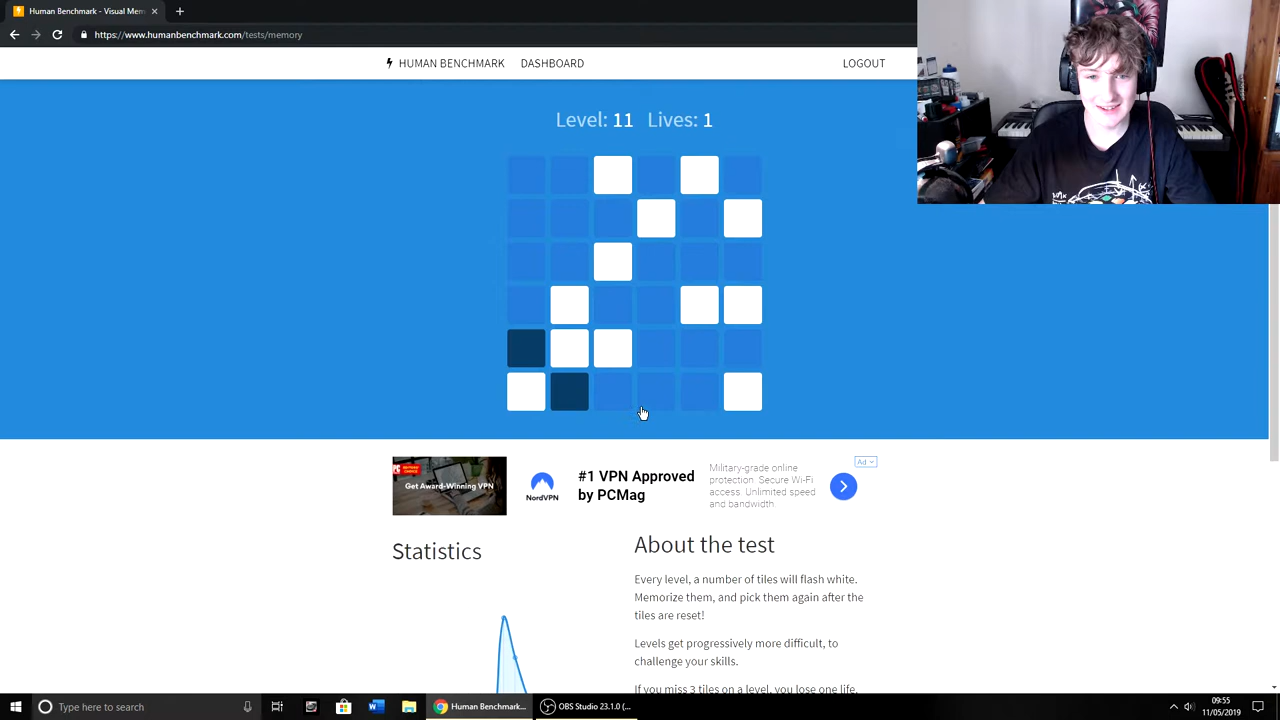 Human Benchmark - Visual Mem
https://www.humanbenchmark.com/tests/memory
HUMAN BENCHMARK DASHBOARD LOGOUT
Level: 11 Lives: 1
Get Award-Winning VPN
NordVPN
#1 VPN Approved
by PCMag
Military-grade online
protection. Secure Wi-Fi
access. Unlimited speed
and bandwidth.
Ad
Statistics
About the test
Every level, a number of tiles will flash white.
Memorize them, and pick them again after the
tiles are reset!
Levels get progressively more difficult, to
challenge your skills.
If you miss 3 tiles on a level, you lose one life.
Type here to search
Human Benchmark...
OBS Studio 23.1.0 (...
09:55
11/05/2019